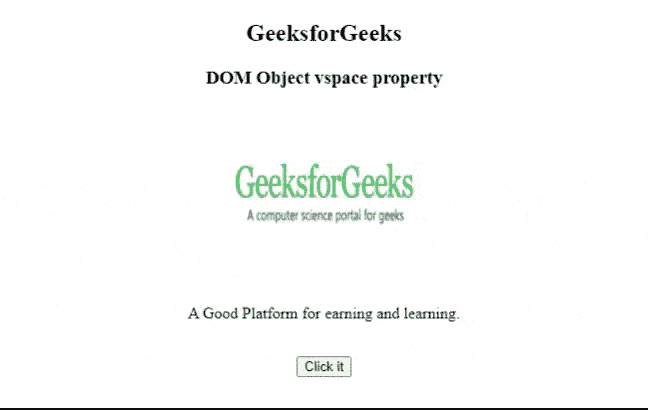 GeeksforGeeks
DOM Object vspace property
GeeksforGeeks
A computer science portal for geeks
A Good Platform for earning and learning.
Click it